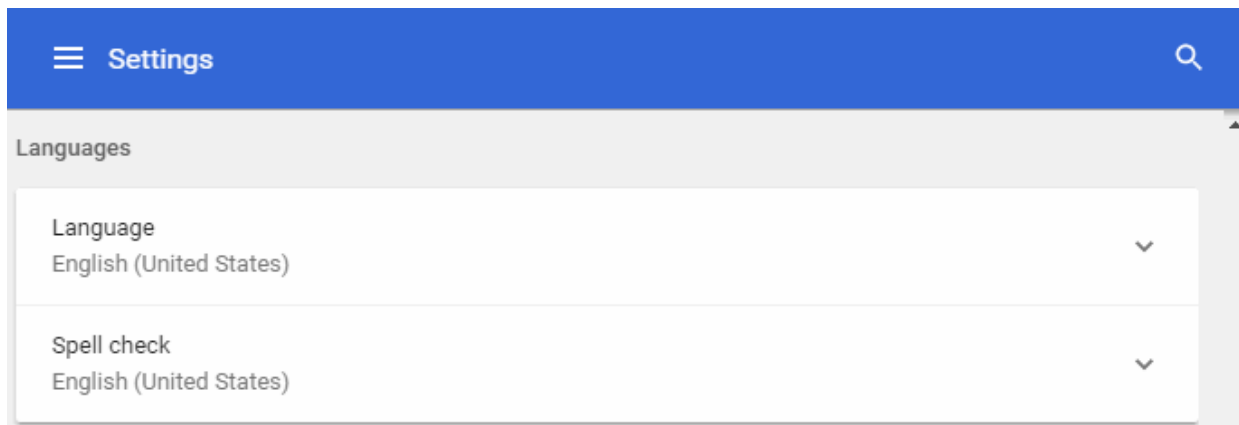 Settings
Languages
Language
English (United States)
Spell check
English (United States)